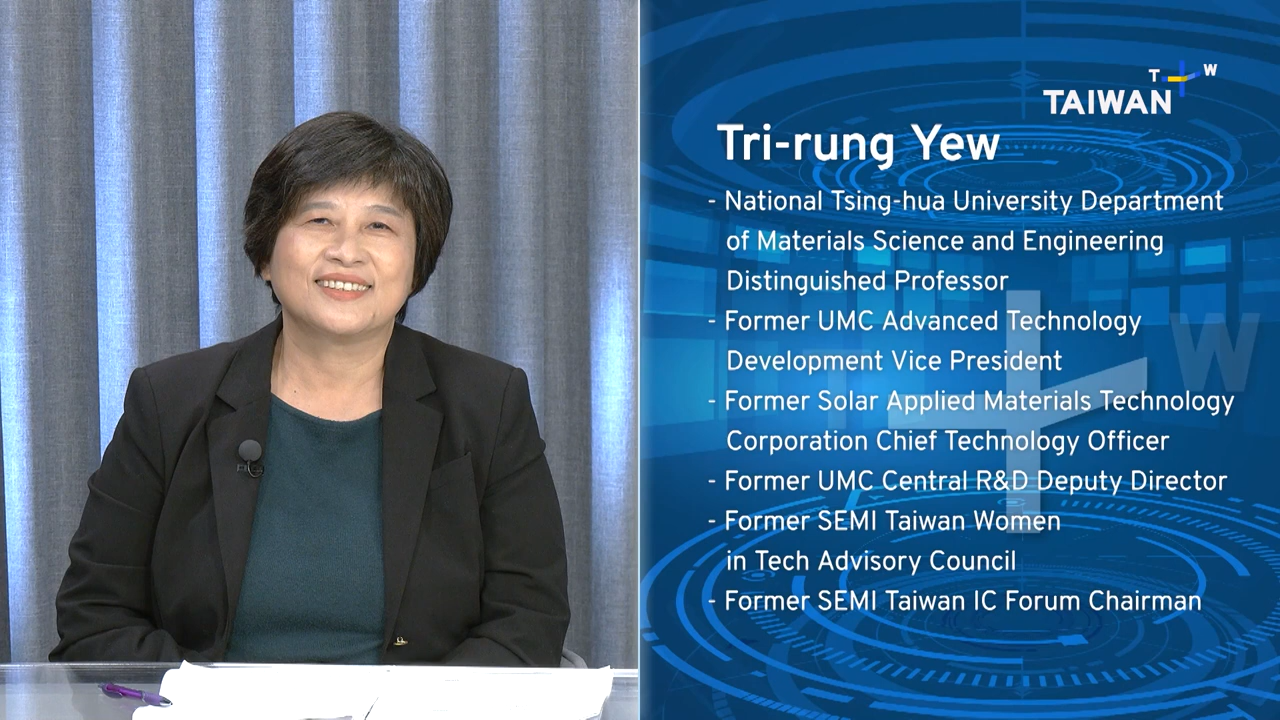 T W
TAIWAN
Tri-rung Yew
- National Tsing-hua University Department
of Materials Science and Engineering
Distinguished Professor
- Former UMC Advanced Technology
Development Vice President
- Former Solar Applied Materials Technology
Corporation Chief Technology Officer
- Former UMC Central R&D Deputy Director
- Former SEMI Taiwan Women
in Tech Advisory Council
- Former SEMI Taiwan IC Forum Chairman
W